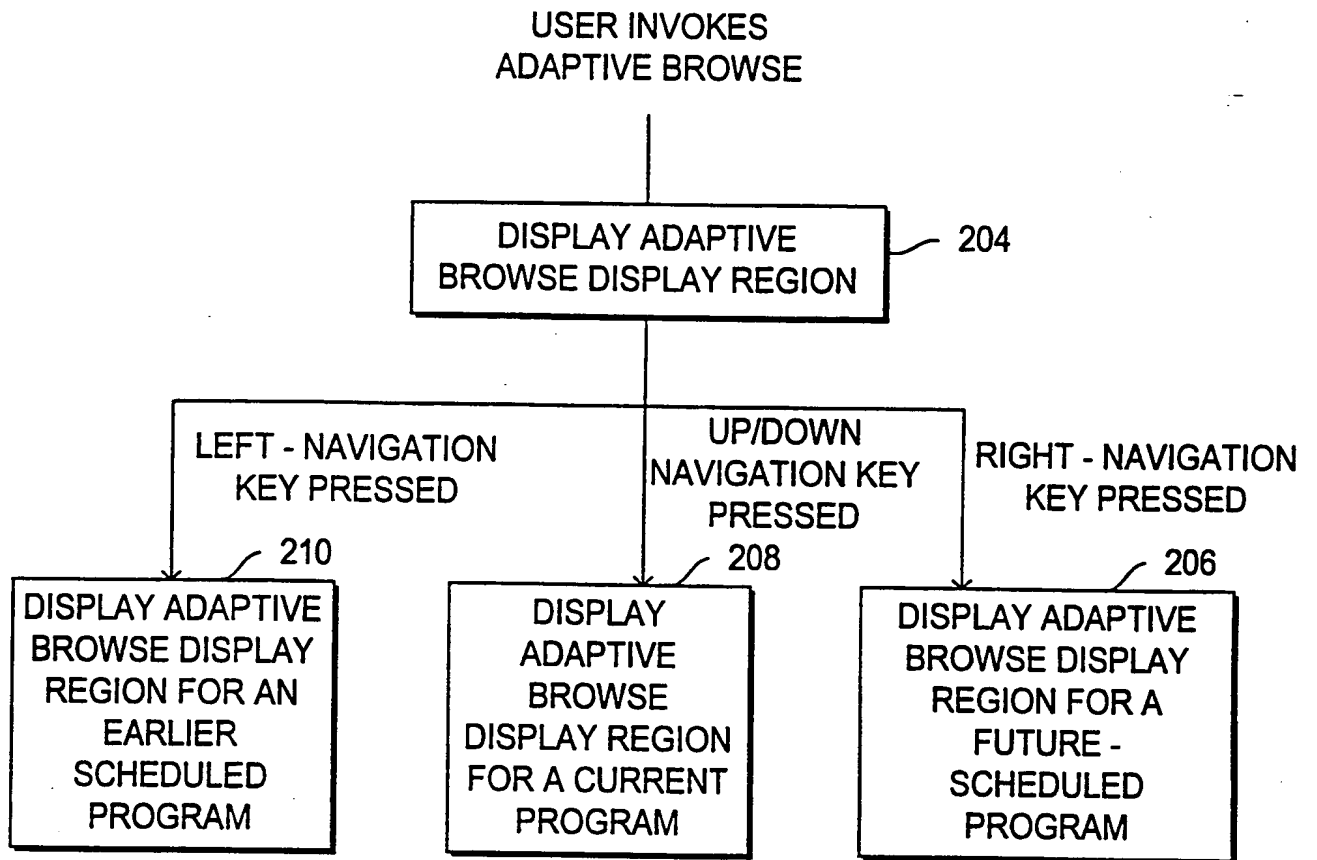 USER INVOKES
ADAPTIVE BROWSE
DISPLAY ADAPTIVE
BROWSE DISPLAY REGION
204
LEFT - NAVIGATION
KEY PRESSED
UP/DOWN
NAVIGATION KEY
PRESSED
RIGHT - NAVIGATION
KEY PRESSED
210
DISPLAY ADAPTIVE
BROWSE DISPLAY
REGION FOR AN
EARLIER
SCHEDULED
PROGRAM
208
DISPLAY
ADAPTIVE
BROWSE
DISPLAY REGION
FOR A CURRENT
PROGRAM
206
DISPLAY ADAPTIVE
BROWSE DISPLAY
REGION FOR A
FUTURE -
SCHEDULED
PROGRAM